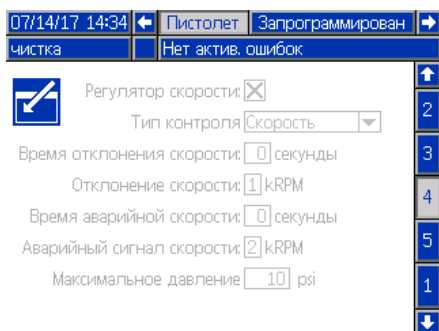 07/14/17 14:34 Пистолет Запрограммирован
чистка Нет актив. ошибок
Регулятор скорости:
Тип контроля Скорость
2
Время отклонения скорости: 0 секунды
3
Отклонение скорости: 1 kRPM
4
Время аварийной скорости: 0 секунды
Аварийный сигнал скорости: 2 kRPM
5
Максимальное давление 10 psi
1